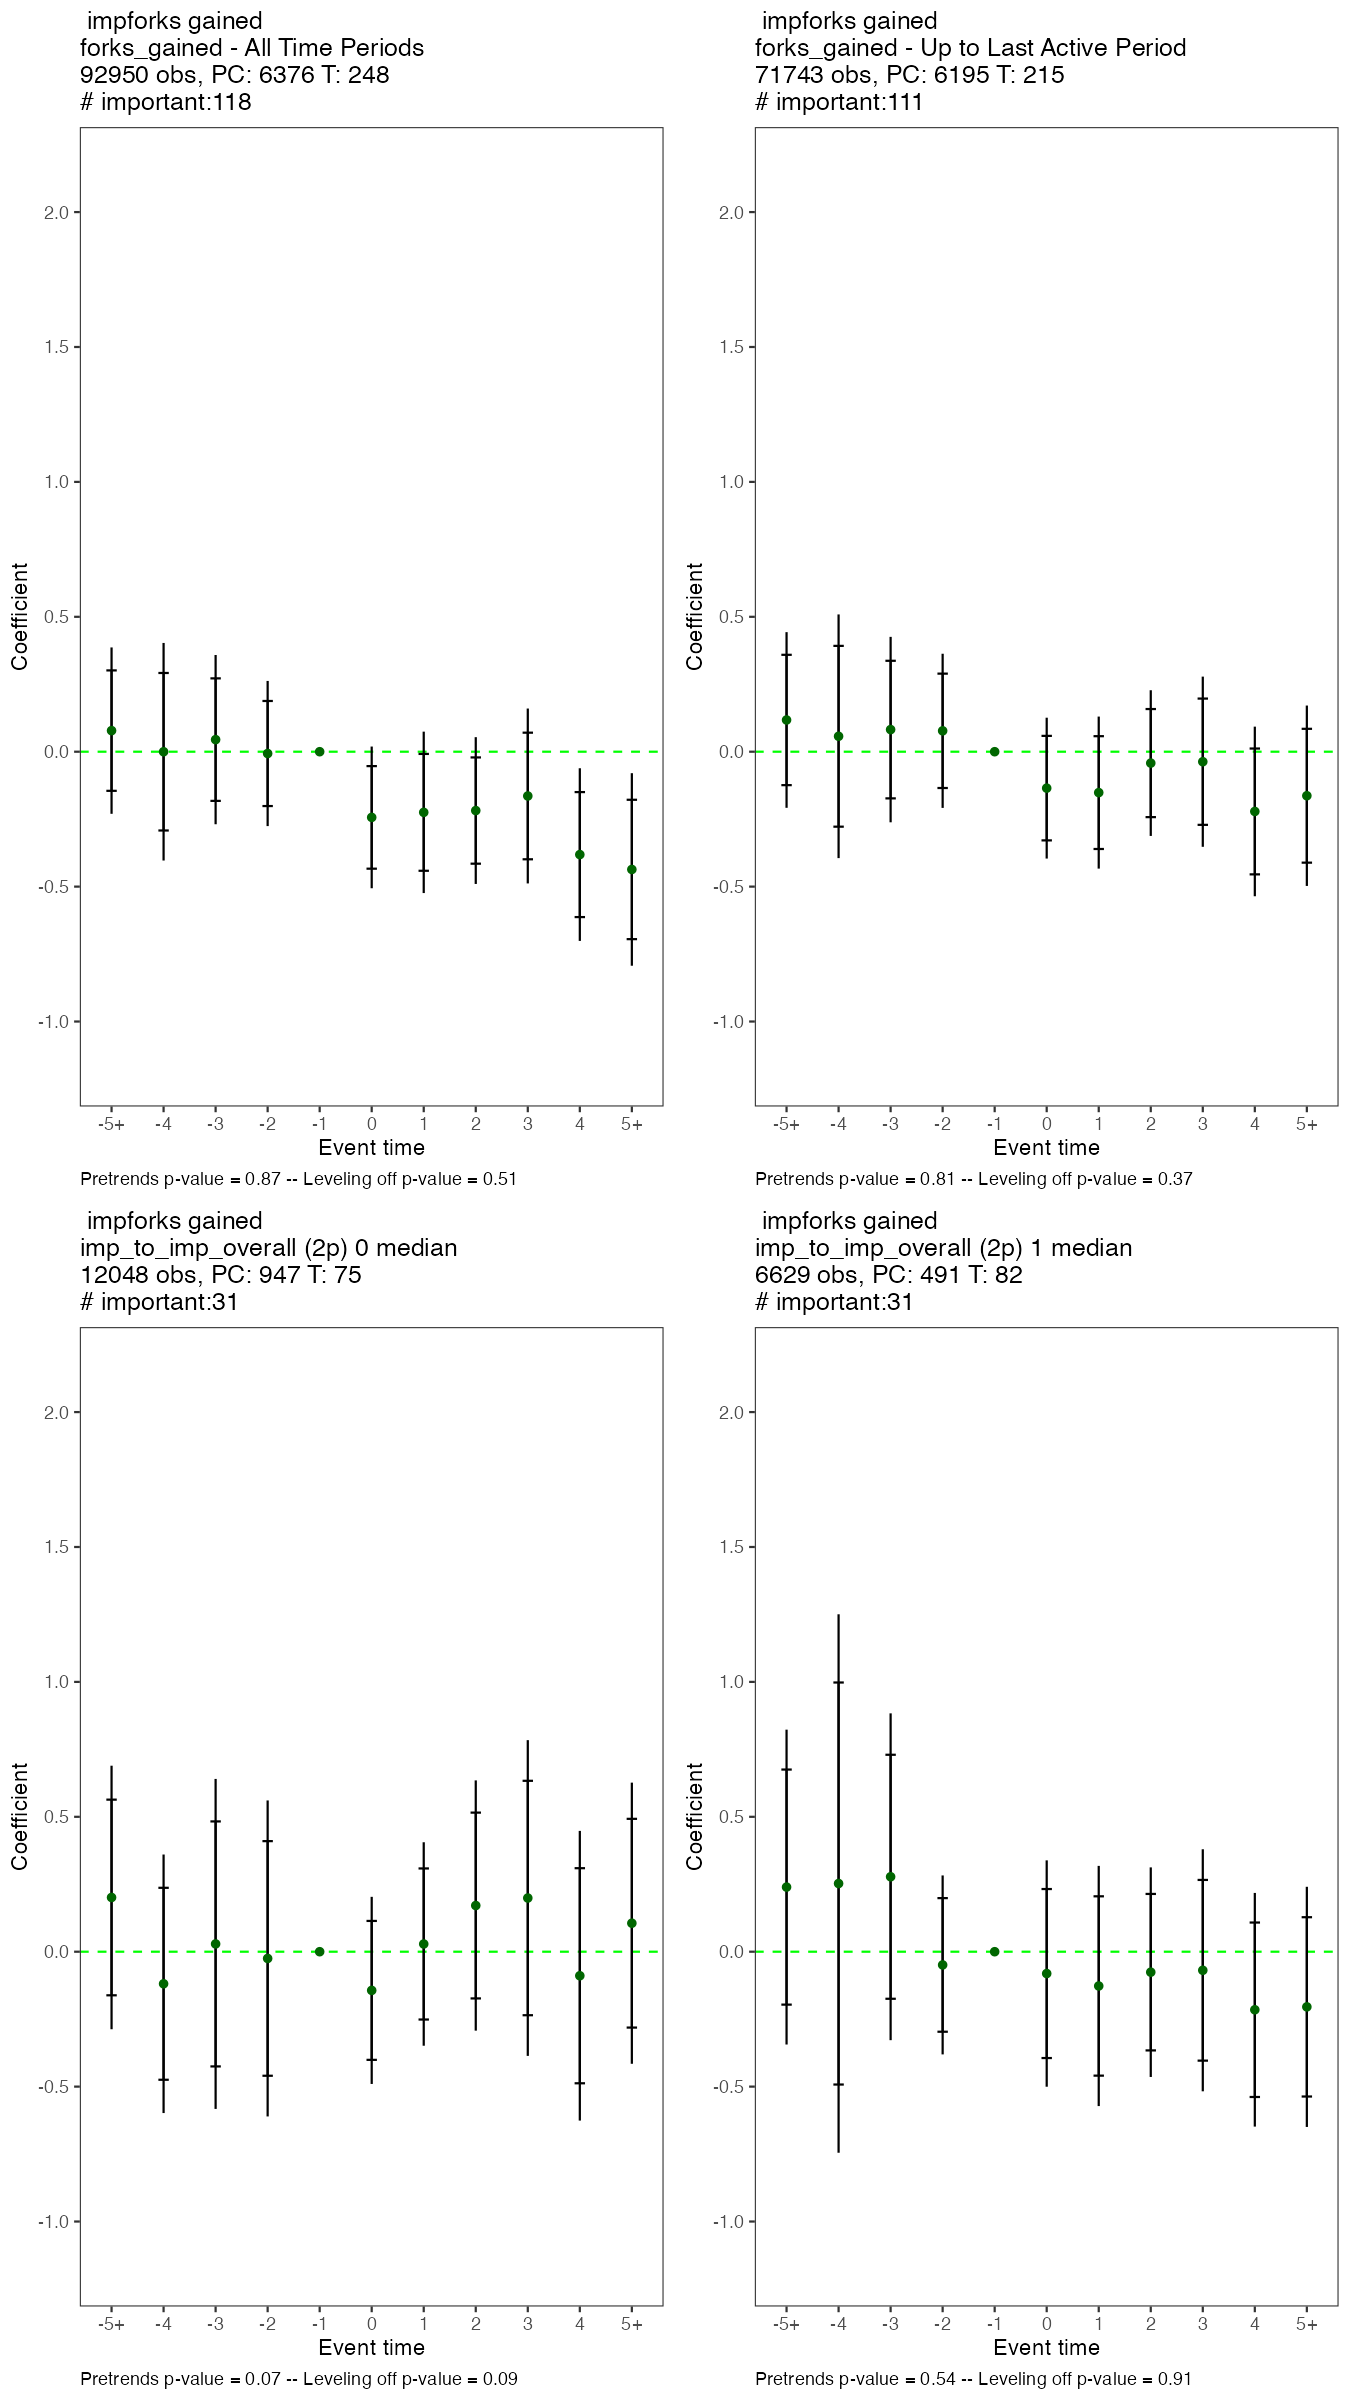 impforks gained
forks_gained - All Time Periods
92950 obs, PC: 6376 T: 248
# important:118
Coefficient
2.0
1.5
1.0
0.5
0.0
-0.5
-1.0
-5+ -4 -3 -2 -1 0 1 2 3 4 5+
Event time
Pretrends p-value = 0.87 -- Leveling off p-value = 0.51
impforks gained
forks_gained - Up to Last Active Period
71743 obs, PC: 6195 T: 215
# important:111
Coefficient
2.0
1.5
1.0
0.5
0.0
-0.5
-1.0
-5+ -4 -3 -2 -1 0 1 2 3 4 5+
Event time
Pretrends p-value = 0.81 -- Leveling off p-value = 0.37
impforks gained
imp_to_imp_overall (2p) 0 median
12048 obs, PC: 947 T: 75
# important:31
Coefficient
2.0
1.5
1.0
0.5
0.0
-0.5
-1.0
-5+ -4 -3 -2 -1 0 1 2 3 4 5+
Event time
Pretrends p-value = 0.07 -- Leveling off p-value = 0.09
impforks gained
imp_to_imp_overall (2p) 1 median
6629 obs, PC: 491 T: 82
# important:31
Coefficient
2.0
1.5
1.0
0.5
0.0
-0.5
-1.0
-5+ -4 -3 -2 -1 0 1 2 3 4 5+
Event time
Pretrends p-value = 0.54 -- Leveling off p-value = 0.91